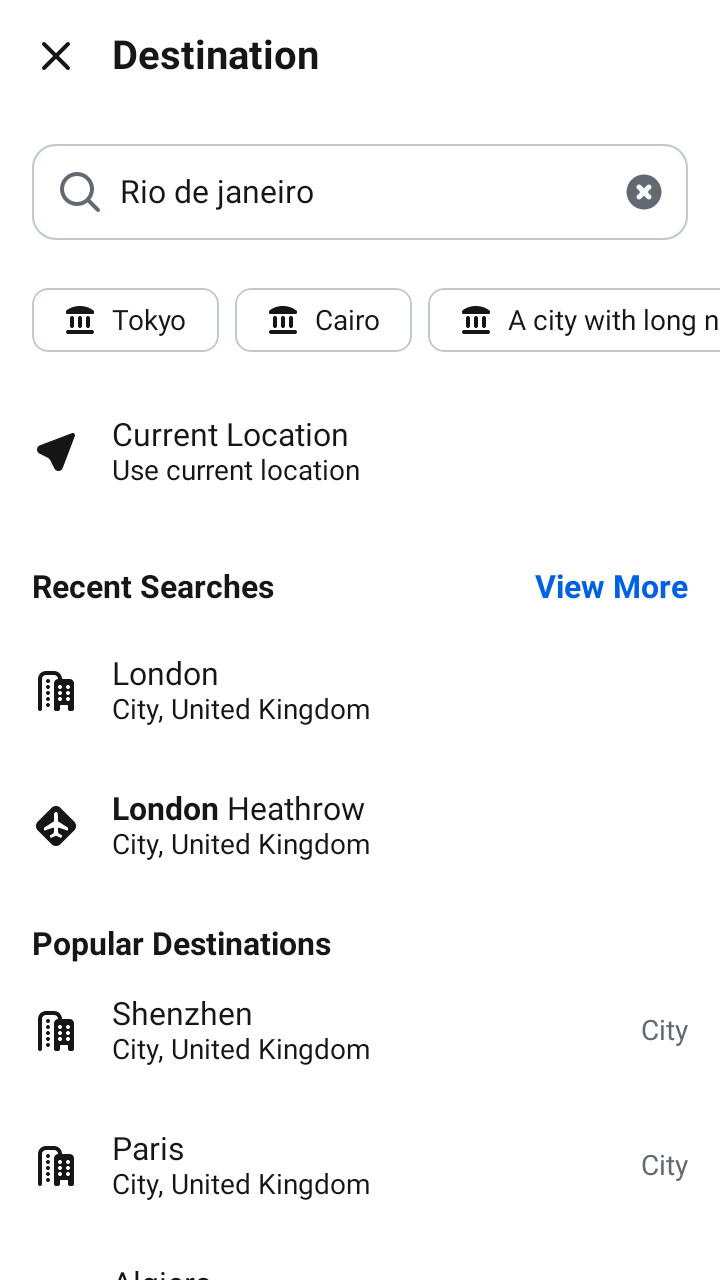 Destination
Rio de janeiro
Tokyo
Cairo
A city with long n
Current Location
Use current location
Recent Searches
View More
London
City, United Kingdom
London Heathrow
City, United Kingdom
Popular Destinations
Shenzhen
City, United Kingdom
City
Paris
City, United Kingdom
City